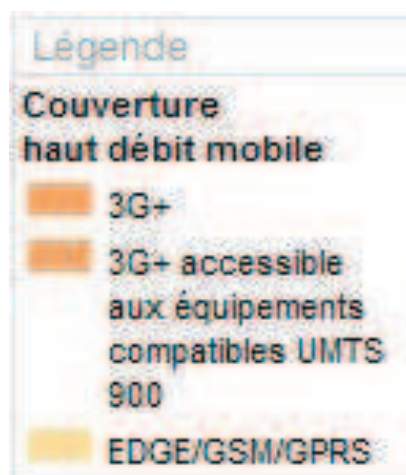 Légende
Couverture
haut débit mobile
3G+
3G+ accessible
aux équipements
compatibles UMTS
900
EDGE/GSM/GPRS